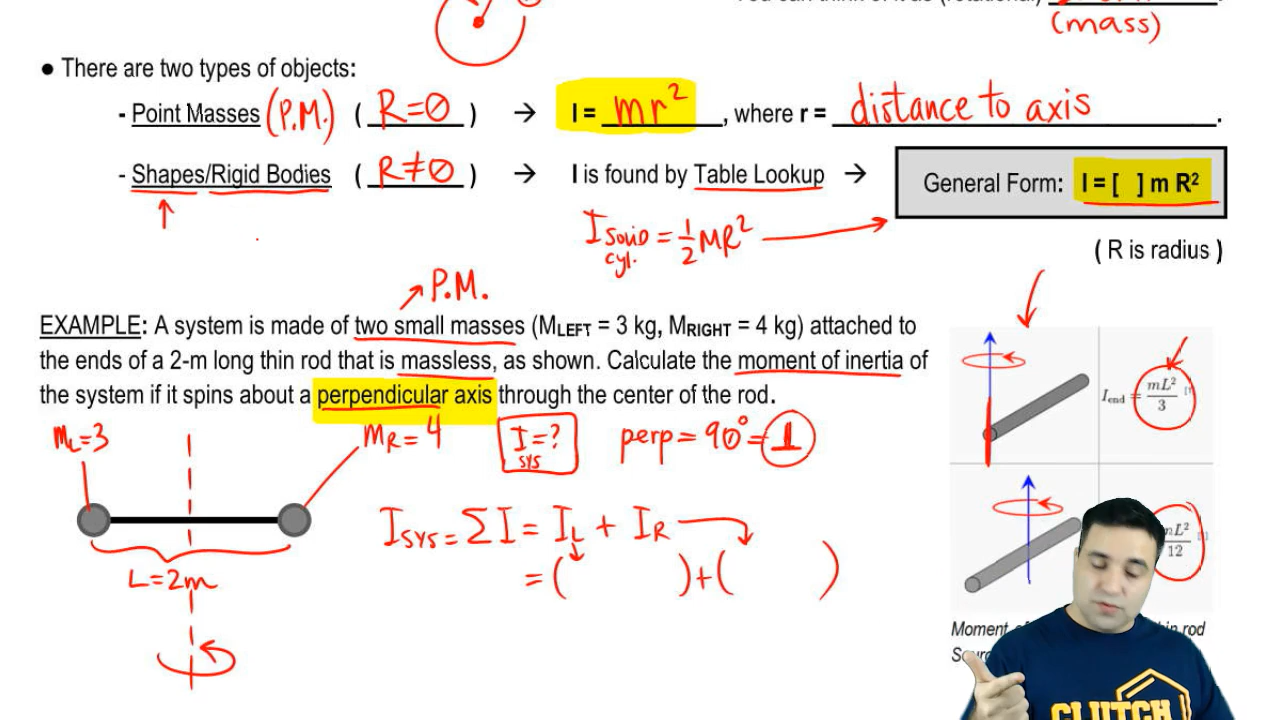 (mass)
● There are two types of objects:
- Point Masses (P.M.) ( R=0 ) → I = mr², where r = distance to axis.
- Shapes/Rigid Bodies ( R≠0 ) → I is found by Table Lookup → General Form: I = [ ] m R²
I solid cyl. = 1/2 MR²
( R is radius )
P.M.
EXAMPLE: A system is made of two small masses (MLEFT = 3 kg, MRIGHT = 4 kg) attached to
the ends of a 2-m long thin rod that is massless, as shown. Calculate the moment of inertia of
the system if it spins about a perpendicular axis through the center of the rod.
mL=3
mR=4
I sys =?
perp = 90° = ⊥
Iend = mL²/3
ISYS = ΣI = IL + IR
= ( ) + ( )
L=2m
L²/12
Moment
thin rod
CLUTCH